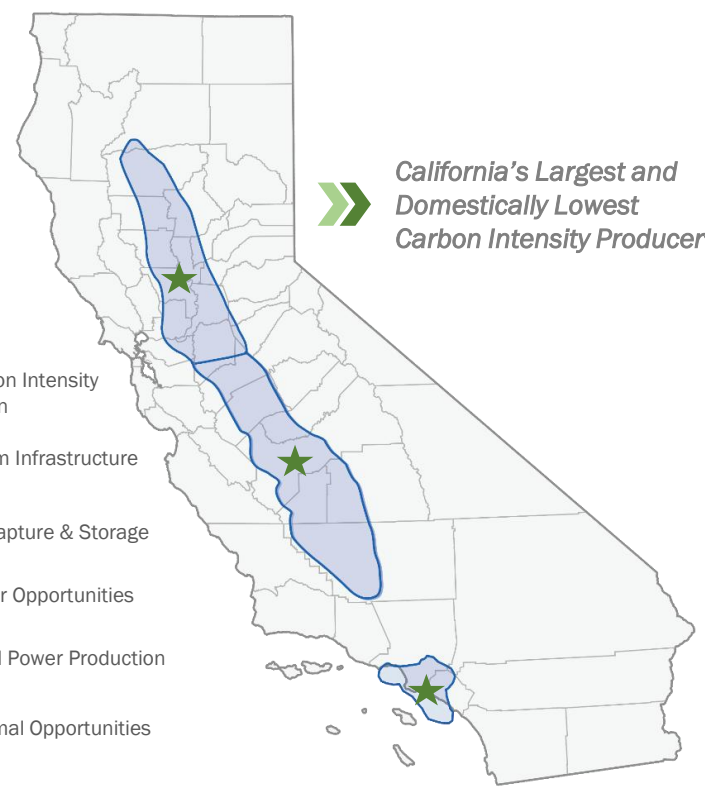 California's Largest and
Domestically Lowest
Carbon Intensity Producer
on Intensity
n
m Infrastructure
apture & Storage
r Opportunities
l Power Production
mal Opportunities